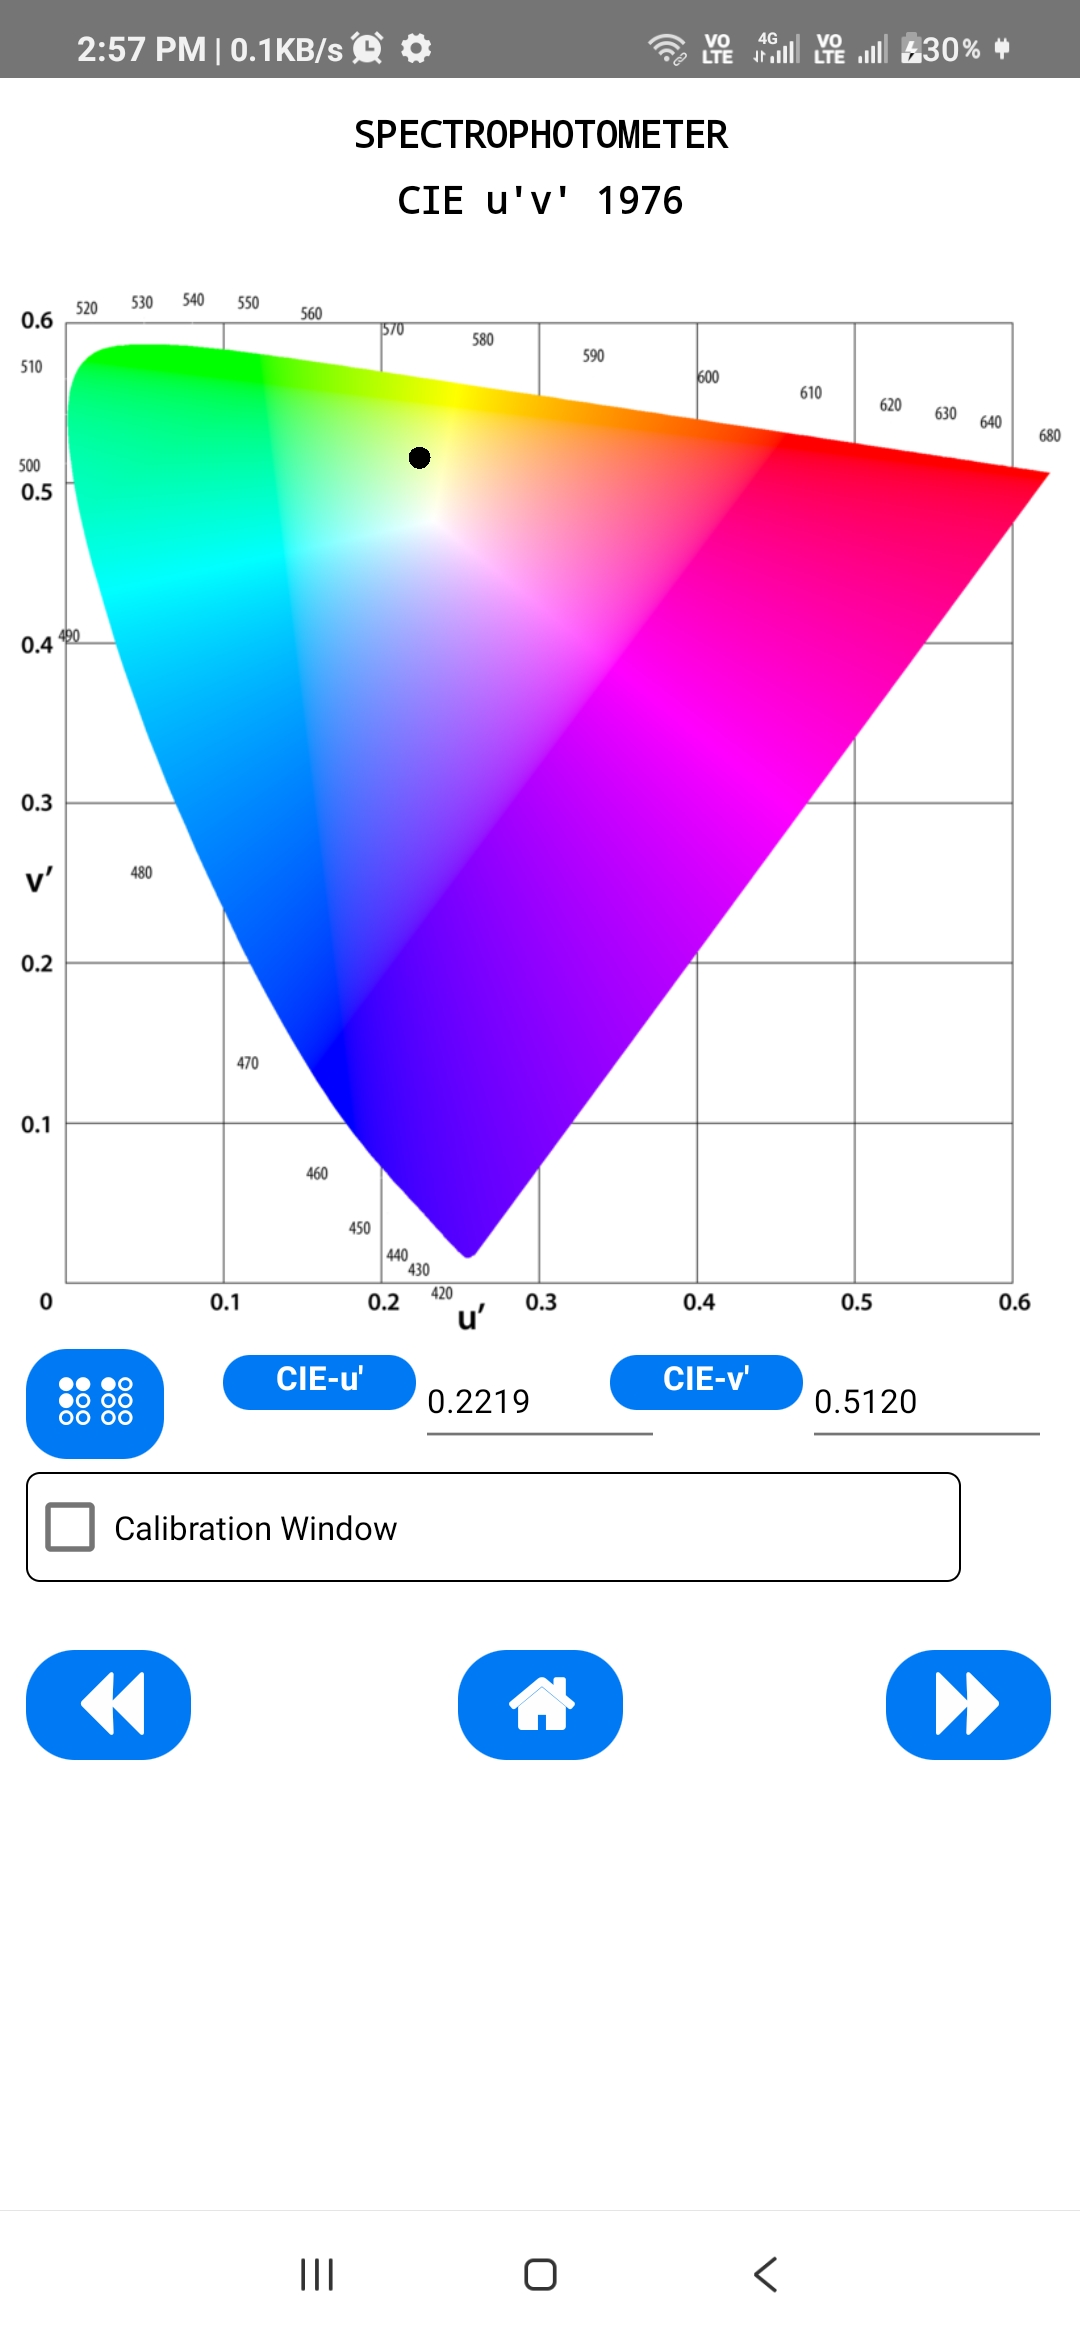 2:57 PM | 0.1KB/s VO LTE 4G VO LTE 30%
SPECTROPHOTOMETER
CIE u'v' 1976
520 530 540 550 560 570 580 590 600 610 620 630 640 680
0.6
510
500
0.5
490
0.4
0.3
480
v′
0.2
470
0.1
460
450
440
430
420
0 0.1 0.2 0.3 0.4 0.5 0.6
u′
CIE-u' 0.2219 CIE-v' 0.5120
Calibration Window